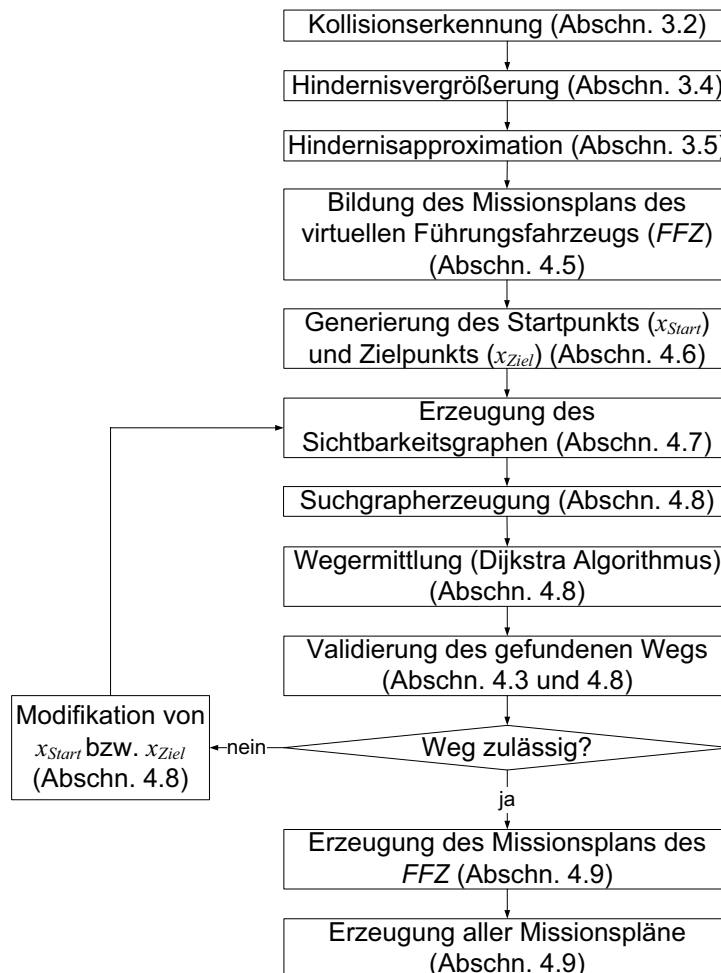 Kollisionserkennung (Abschn. 3.2)
Hindernisvergrößerung (Abschn. 3.4)
Hindernisapproximation (Abschn. 3.5)
Bildung des Missionsplans des
virtuellen Führungsfahrzeugs (FFZ)
(Abschn. 4.5)
Generierung des Startpunkts (xStart)
und Zielpunkts (xZiel) (Abschn. 4.6)
Erzeugung des
Sichtbarkeitsgraphen (Abschn. 4.7)
Suchgrapherzeugung (Abschn. 4.8)
Wegermittlung (Dijkstra Algorithmus)
(Abschn. 4.8)
Validierung des gefundenen Wegs
(Abschn. 4.3 und 4.8)
Weg zulässig?
nein
Modifikation von
xStart bzw. xZiel
(Abschn. 4.8)
ja
Erzeugung des Missionsplans des
FFZ (Abschn. 4.9)
Erzeugung aller Missionspläne
(Abschn. 4.9)